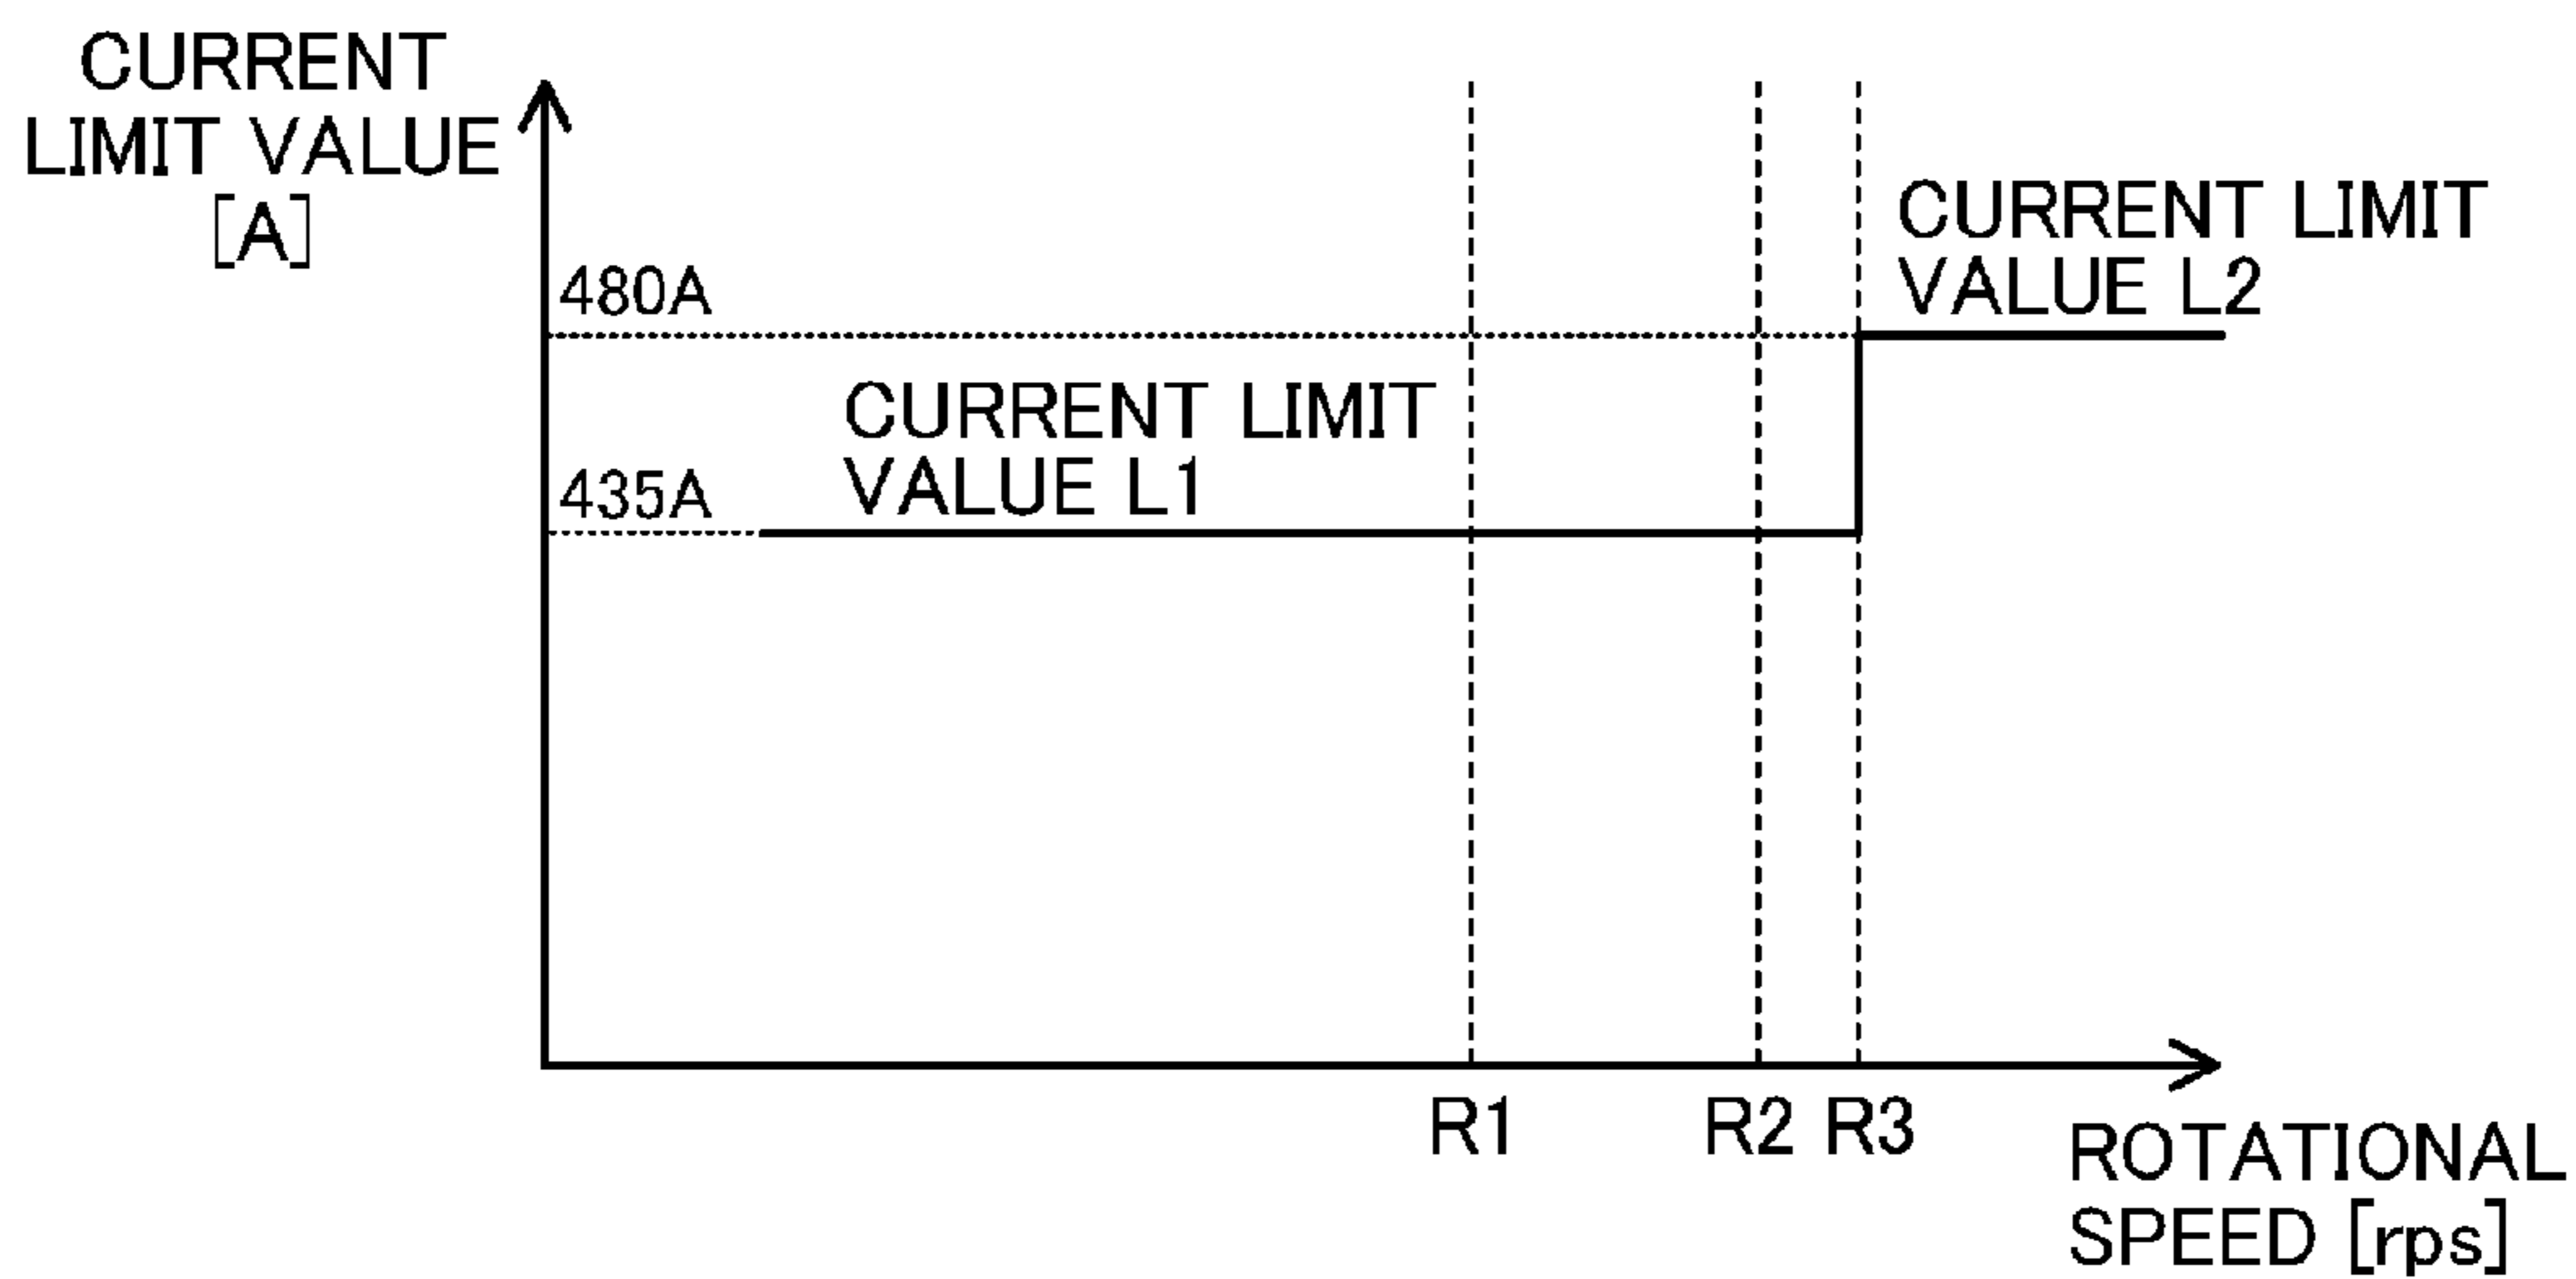 CURRENT
LIMIT VALUE
[A]
480A
CURRENT LIMIT
VALUE L2
CURRENT LIMIT
VALUE L1
435A
R1 R2 R3
ROTATIONAL
SPEED [rps]